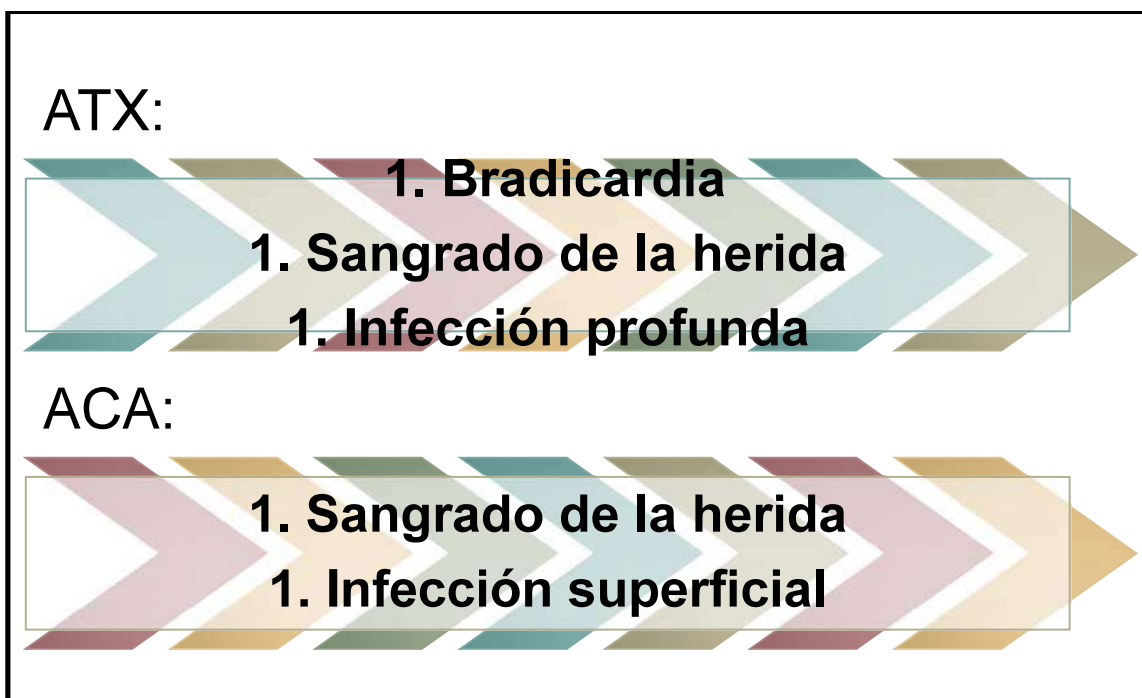 ATX:
1. Bradicardia
1. Sangrado de la herida
1. Infección profunda
ACA:
1. Sangrado de la herida
1. Infección superficial